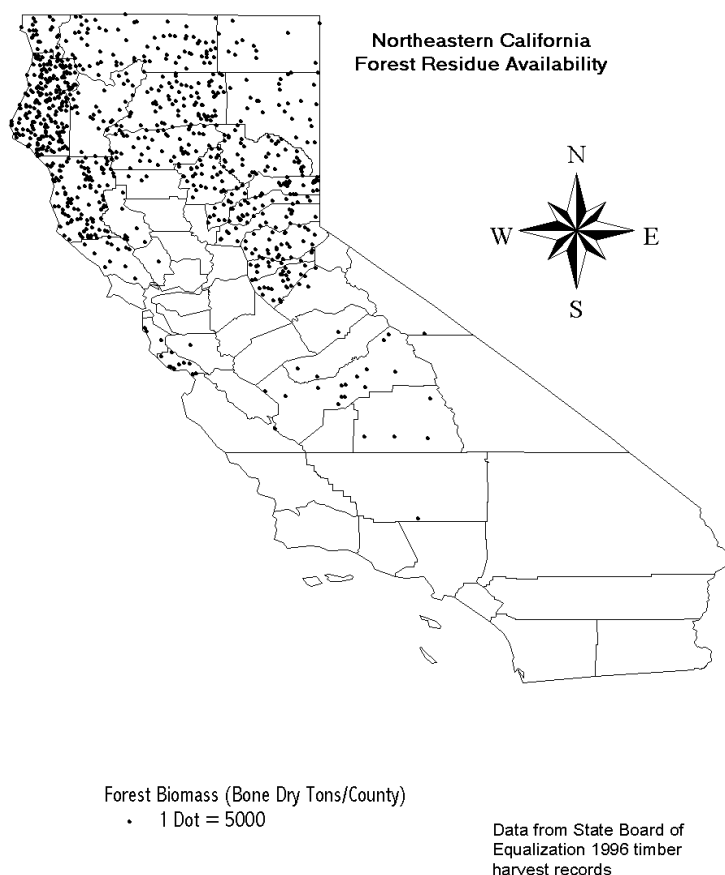 Northeastern California
Forest Residue Availability
N
W E
S
Forest Biomass (Bone Dry Tons/County)
1 Dot = 5000
Data from State Board of
Equalization 1996 timber
harvest records